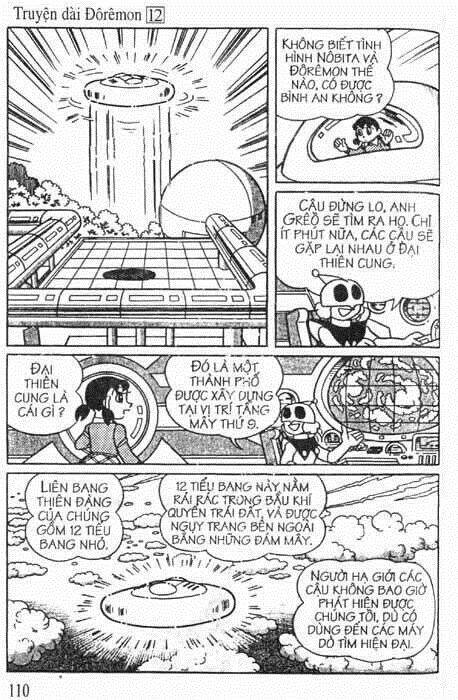 Truyện dài Đôrêmon 12
KHÔNG BIẾT TÌNH
HÌNH NÔBITA VÀ
ĐÔRÊMON THẾ
NÀO, CÓ ĐƯỢC
BÌNH AN KHÔNG?
CẬU ĐỪNG LO, ANH
GRÊÔ SẼ TÌM RA HỌ. CHỈ
ÍT PHÚT NỮA, CÁC CẬU SẼ
GẶP LẠI NHAU Ở ĐẠI
THIÊN CUNG.
ĐẠI
THIÊN
CUNG LÀ
CÁI GÌ?
ĐÓ LÀ MỘT
THÀNH PHỐ
ĐƯỢC XÂY DỰNG
TẠI VỊ TRÍ TẦNG
MÂY THỨ 9.
LIÊN BANG
THIÊN ĐÀNG
CỦA CHÚNG
GỒM 12 TIỂU
BANG NHỎ.
12 TIỂU BANG NÀY NẰM
RẢI RÁC TRONG BẦU KHÍ
QUYỂN TRÁI ĐẤT, VÀ ĐƯỢC
NGỤY TRANG BÊN NGOÀI
BẰNG NHỮNG ĐÁM MÂY.
NGƯỜI HẠ GIỚI CÁC
CẬU KHÔNG BAO GIỜ
PHÁT HIỆN ĐƯỢC
CHÚNG TÔI, DÙ CÓ
DÙNG ĐẾN CÁC MÁY
DÒ TÌM HIỆN ĐẠI.
110